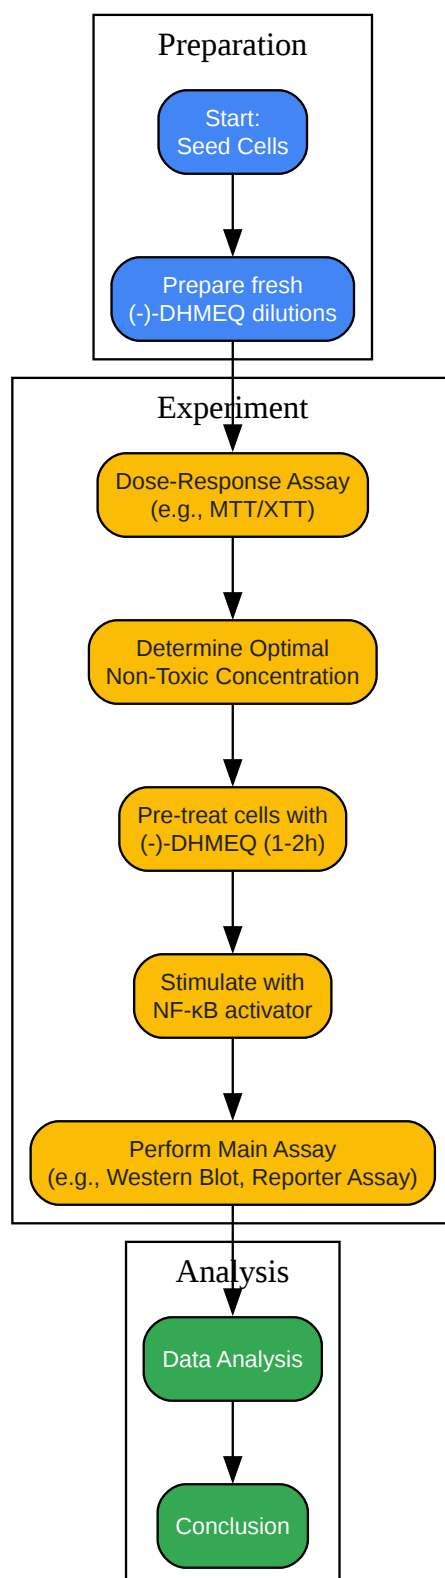 Preparation
Start:
Seed Cells
Prepare fresh
(-)-DHMEQ dilutions
Experiment
Dose-Response Assay
(e.g., MTT/XTT)
Determine Optimal
Non-Toxic Concentration
Pre-treat cells with
(-)-DHMEQ (1-2h)
Stimulate with
NF-κB activator
Perform Main Assay
(e.g., Western Blot, Reporter Assay)
Analysis
Data Analysis
Conclusion